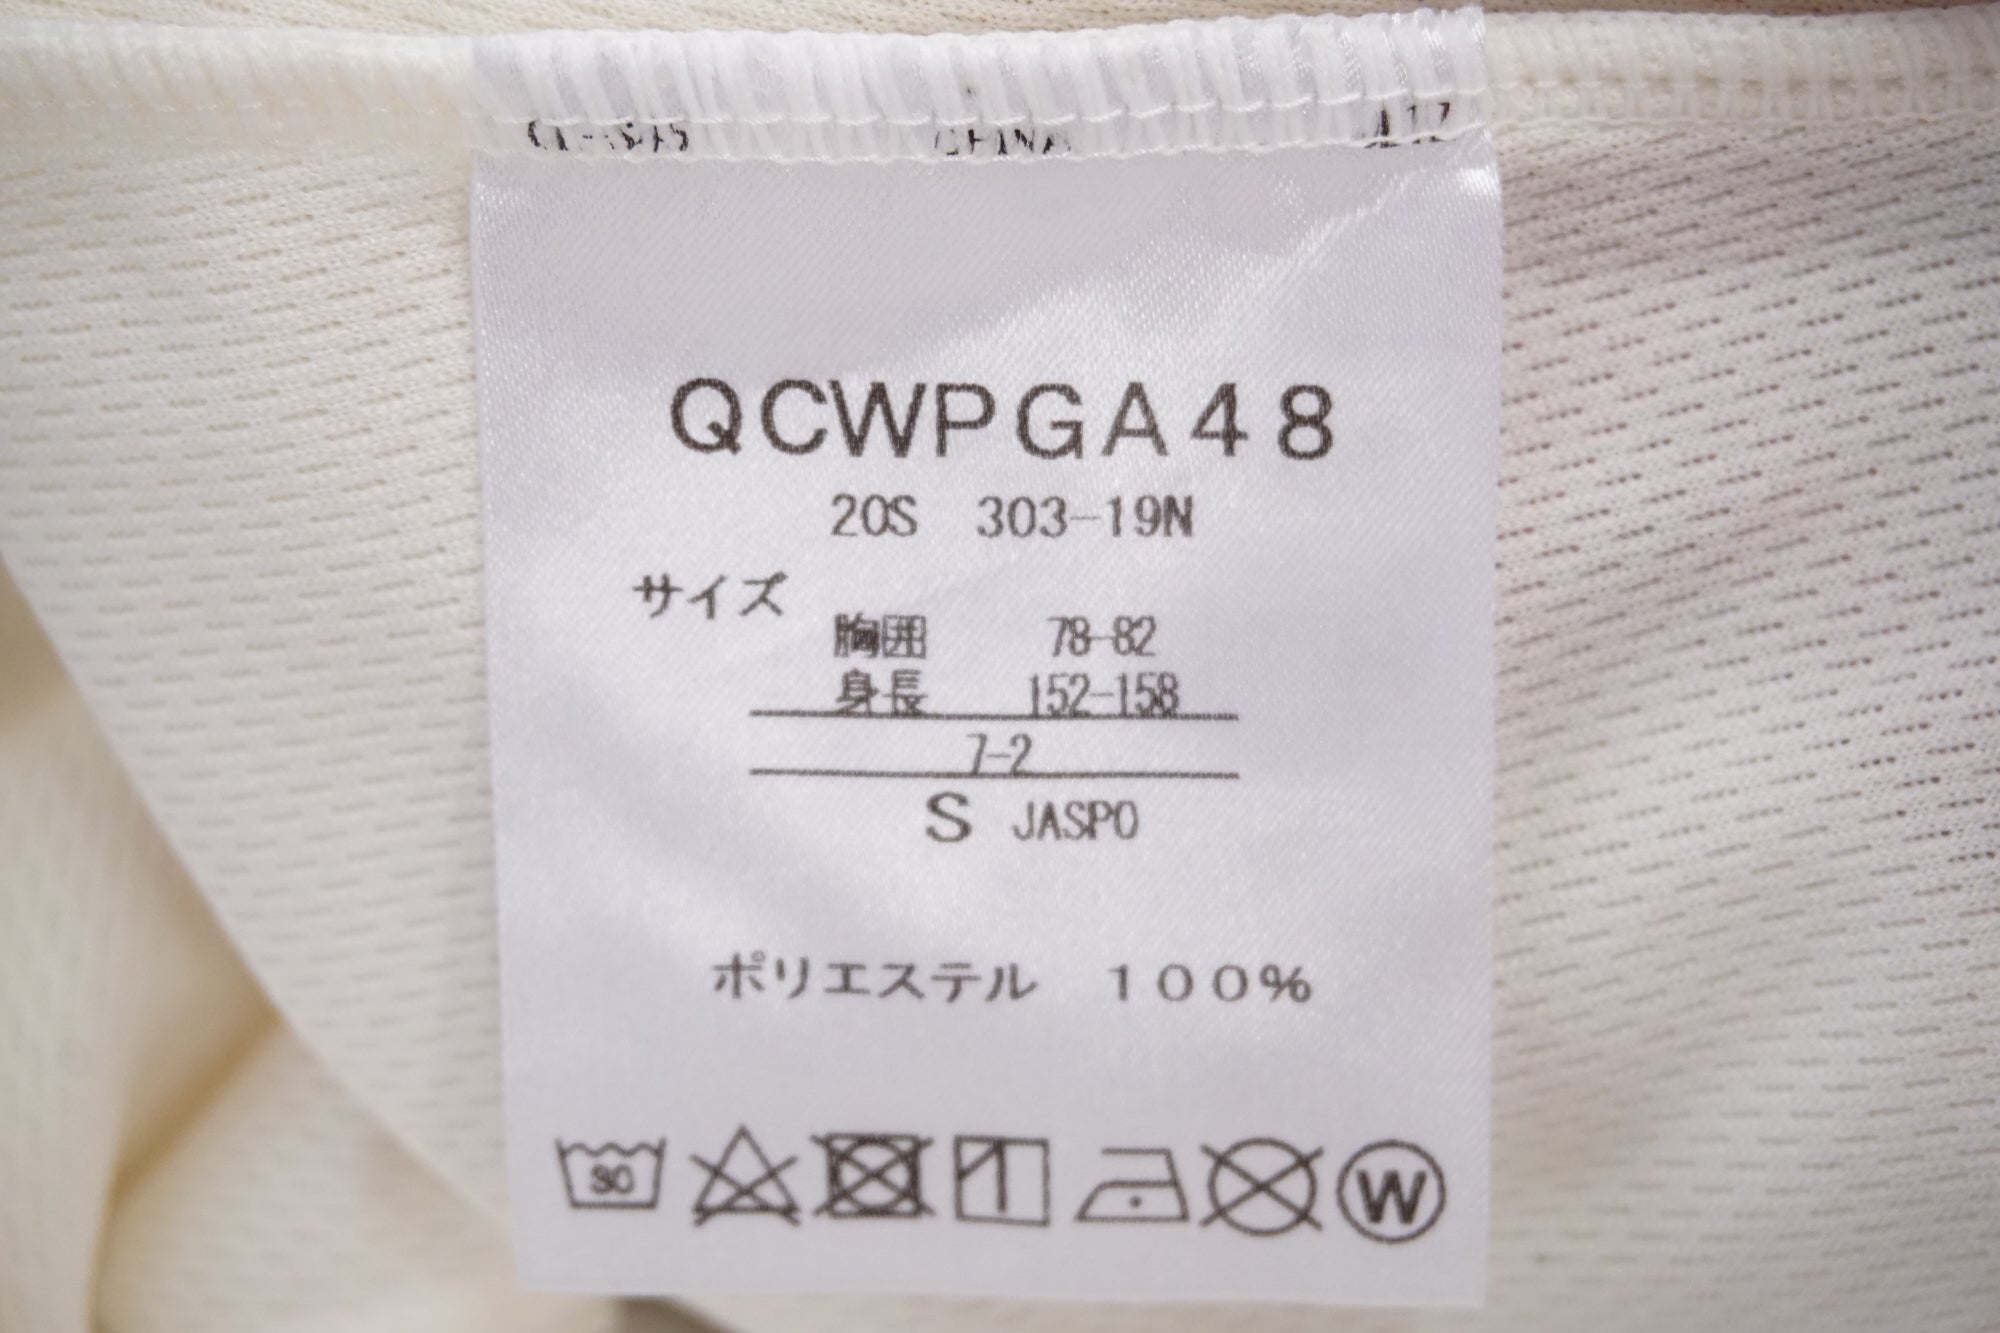 QCWPGA48
20S 303-19N
サイズ
胸囲 78-82
身長 152-158
7-2
S JASPO
ポリエステル 100%
30
W